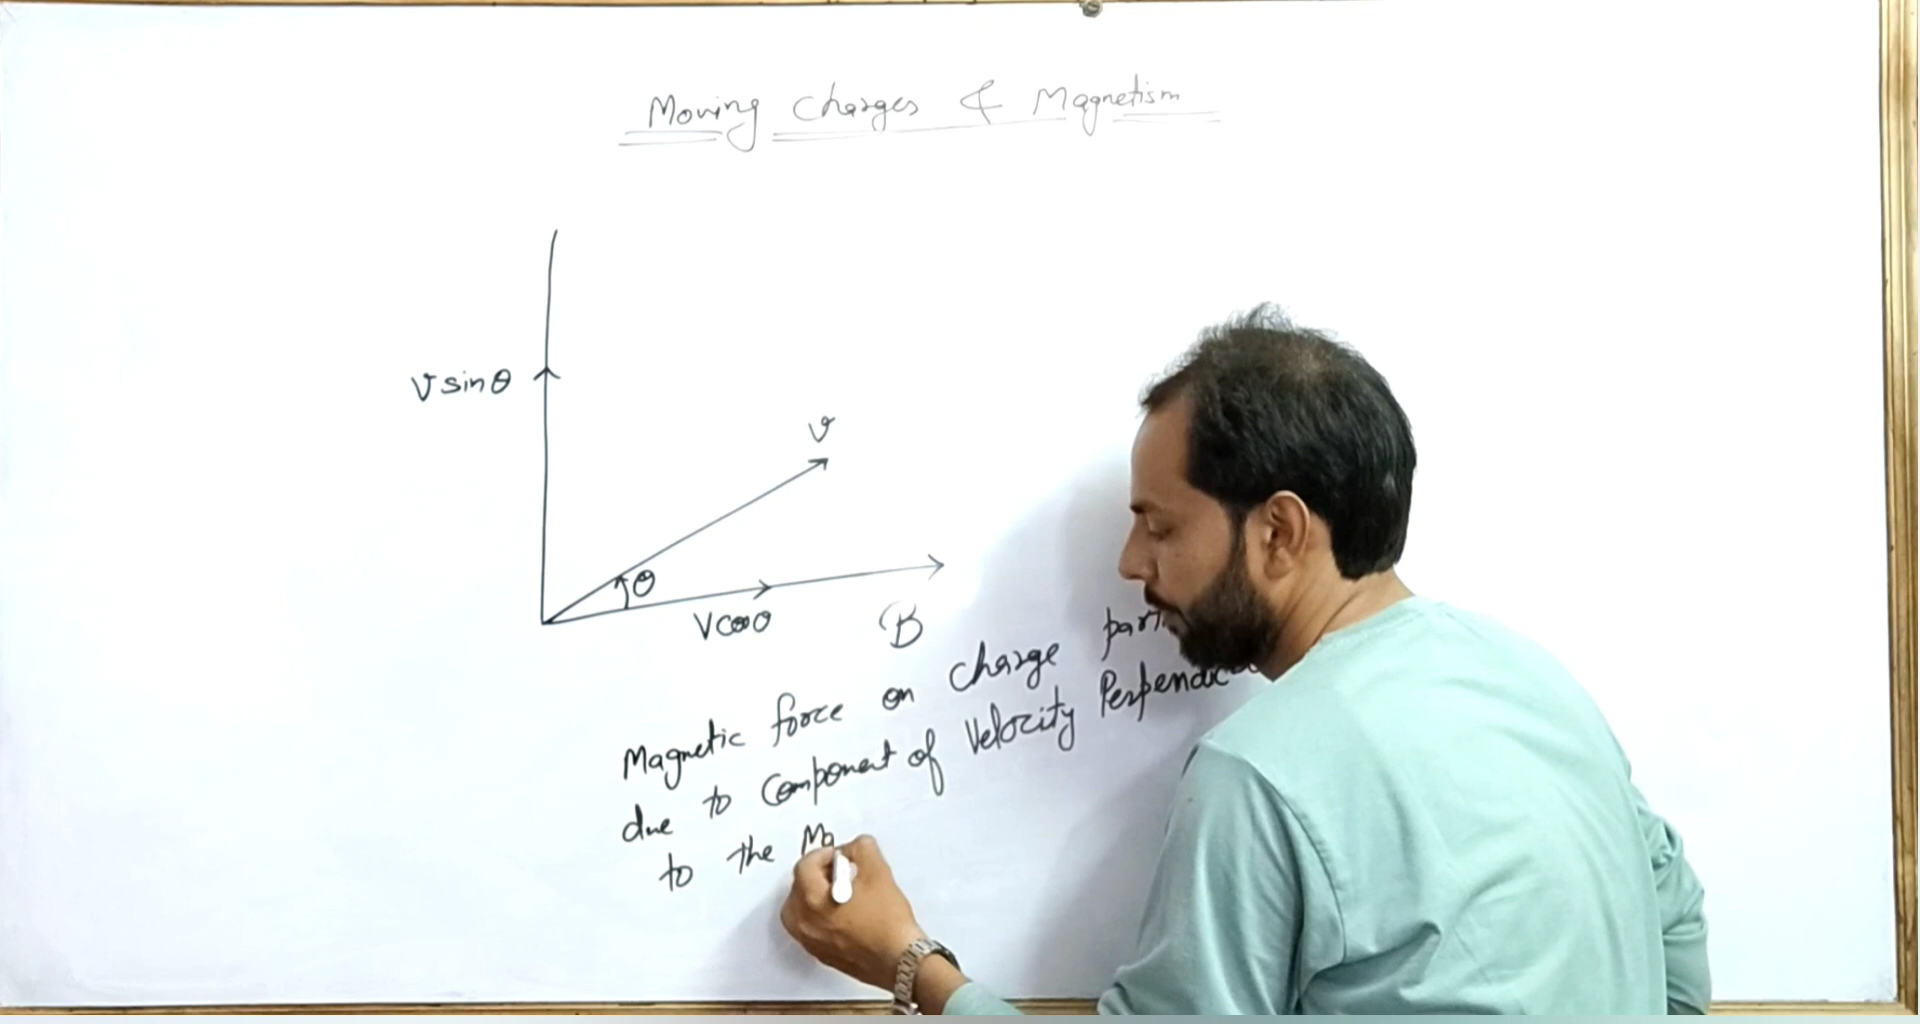 Moving Charges & Magnetism
V sin θ
v
θ
V cos θ
B
Magnetic force on charge
due to component of velocity
to the